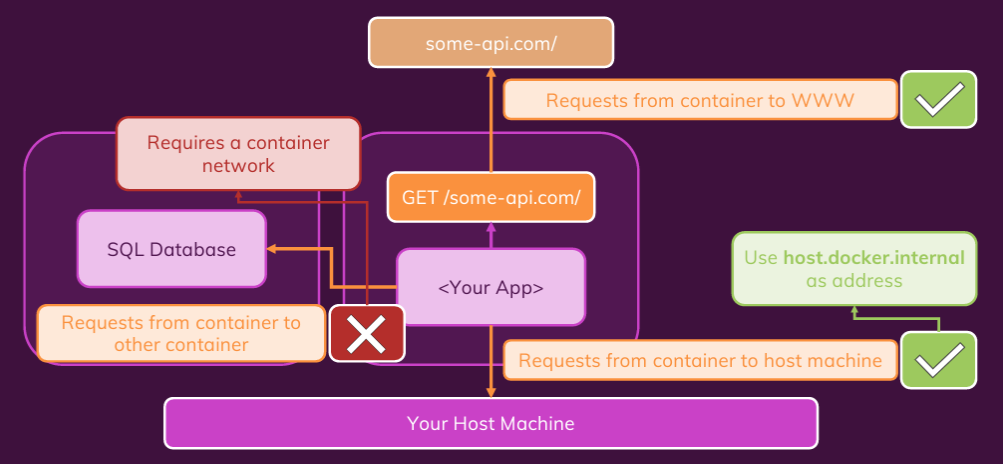 some-api.com/
Requests from container to WWW
Requires a container
network
GET /some-api.com/
SQL Database
<Your App>
Use host.docker.internal
as address
Requests from container to
other container
Requests from container to host machine
Your Host Machine